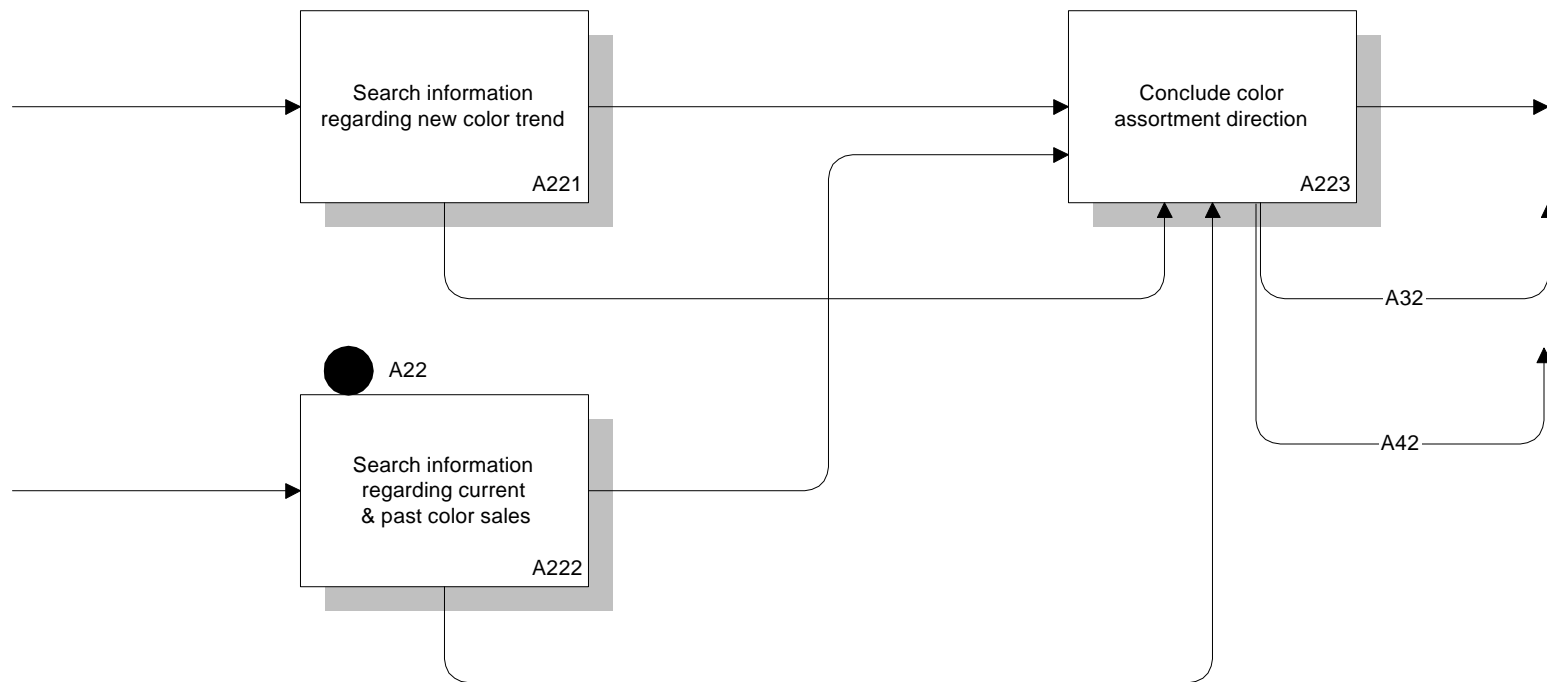 Search information
regarding new color trend
A221
Conclude color
assortment direction
A223
A32
A22
A42
Search information
regarding current
& past color sales
A222